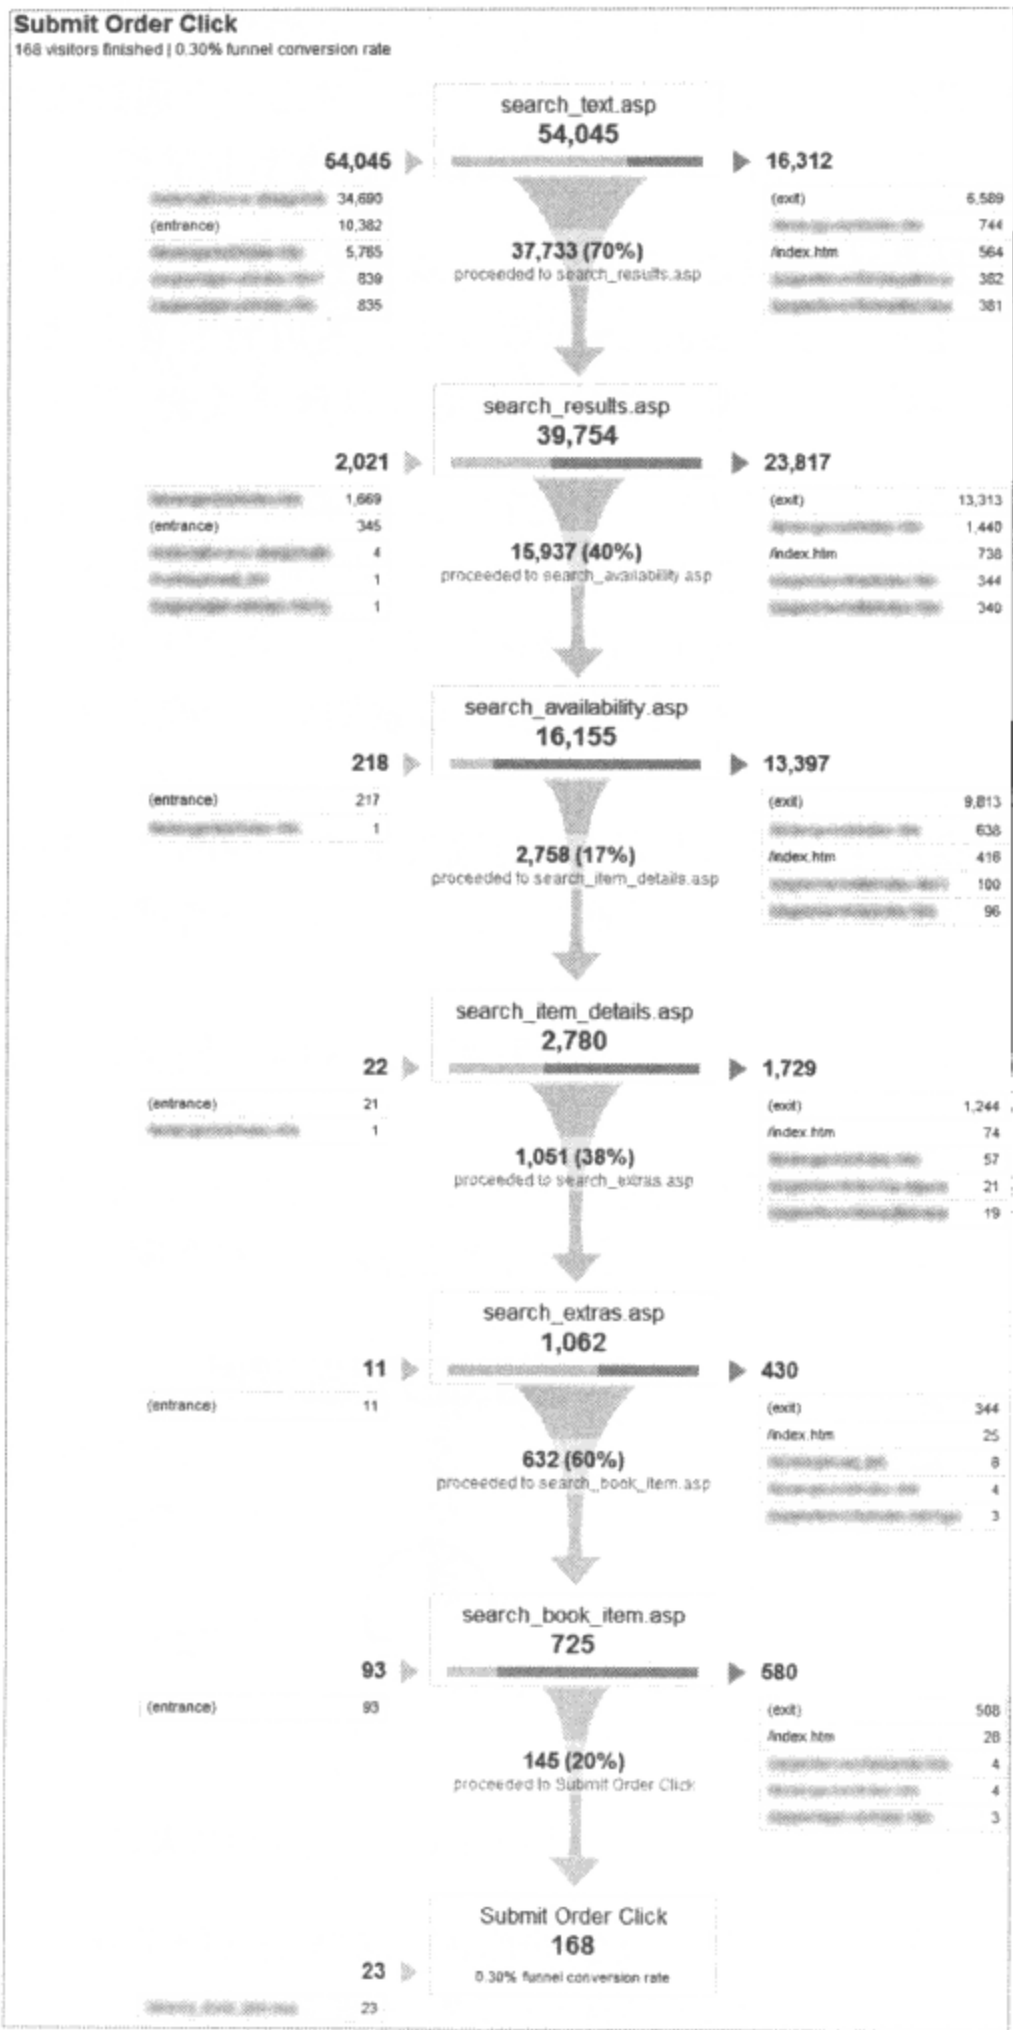 Submit Order Click
168 visitors finished | 0.30% funnel conversion rate
search_text.asp
54,045
54,045
16,312
34,690
(entrance) 10,382
5,765
839
835
37,733 (70%)
proceeded to search_results.asp
(exit) 6,589
744
/index.htm 564
382
381
search_results.asp
39,754
2,021
23,817
1,669
(entrance) 345
4
1
1
15,937 (40%)
proceeded to search_availability.asp
(exit) 13,313
1,440
/index.htm 738
344
340
search_availability.asp
16,155
218
13,397
(entrance) 217
1
2,758 (17%)
proceeded to search_item_details.asp
(exit) 9,813
638
/index.htm 416
100
96
search_item_details.asp
2,780
22
1,729
(entrance) 21
1
1,051 (38%)
proceeded to search_extras.asp
(exit) 1,244
/index.htm 74
57
21
19
search_extras.asp
1,062
11
430
(entrance) 11
632 (60%)
proceeded to search_book_item.asp
(exit) 344
/index.htm 25
8
4
3
search_book_item.asp
725
93
580
(entrance) 93
145 (20%)
proceeded to Submit Order Click
(exit) 508
/index.htm 28
4
4
3
Submit Order Click
168
0.30% funnel conversion rate
23
23